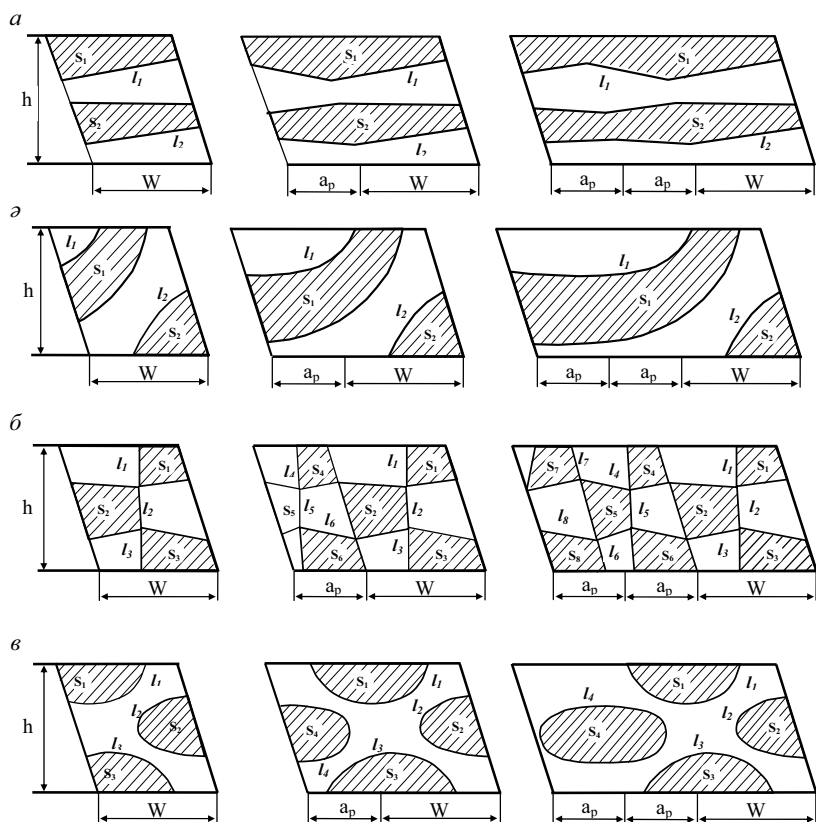 а
S₁ l₁ S₁ l₁ S₁ l₁
h S₂ l₂ S₂ l₂ S₂ l₂
W aₚ W aₚ aₚ W
ә
l₁ S₁ l₁ S₁ l₁ S₁
h l₂ S₂ l₂ S₂ l₂ S₂
W aₚ W aₚ aₚ W
б
l₁ S₁ l₄ S₄ l₁ S₁ S₇ l₇ l₄ S₄ l₁ S₁
h S₂ l₂ S₅ l₅ l₆ S₂ l₂ l₈ S₅ l₅ S₂ l₂
l₃ S₃ S₆ l₃ S₃ S₈ l₆ S₆ l₃ S₃
W aₚ W aₚ aₚ W
в
S₁ l₁ S₁ l₁ l₄ S₁ l₁
h l₂ S₂ S₄ l₂ S₂ S₄ l₂ S₂
l₃ S₃ l₄ l₃ S₃ l₃ S₃
W aₚ W aₚ aₚ W